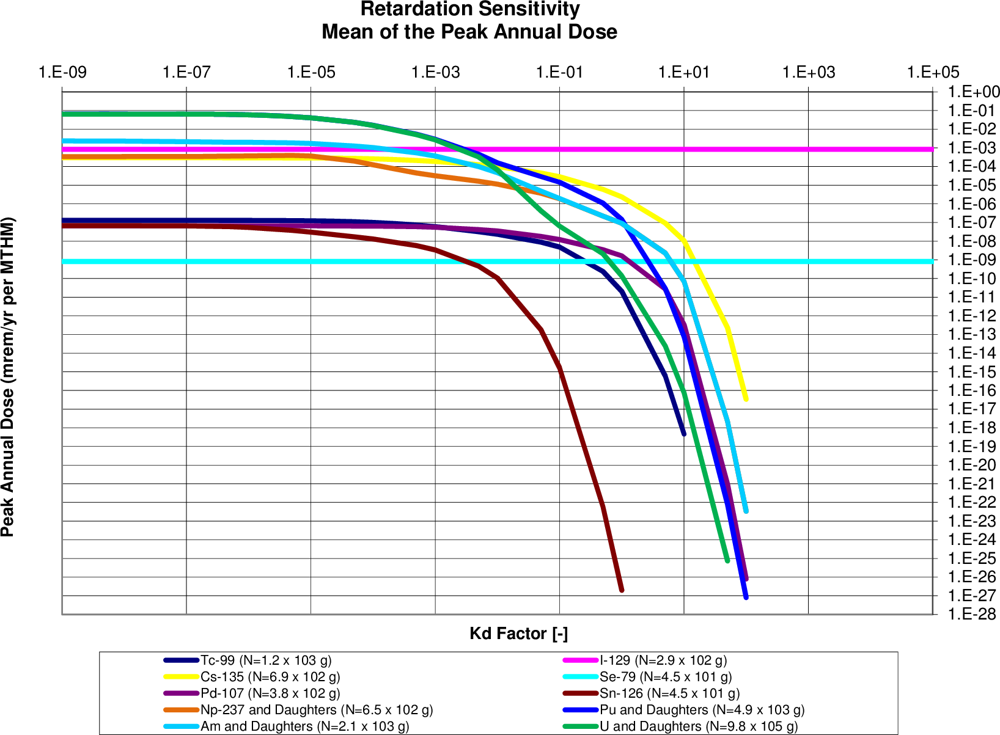 Retardation Sensitivity
Mean of the Peak Annual Dose
1.E-09 1.E-07 1.E-05 1.E-03 1.E-01 1.E+01 1.E+03 1.E+05
1.E+00
1.E-01
1.E-02
1.E-03
1.E-04
1.E-05
1.E-06
1.E-07
1.E-08
1.E-09
1.E-10
1.E-11
1.E-12
1.E-13
1.E-14
1.E-15
1.E-16
1.E-17
1.E-18
1.E-19
1.E-20
1.E-21
1.E-22
1.E-23
1.E-24
1.E-25
1.E-26
1.E-27
1.E-28
Peak Annual Dose (mrem/yr per MTHM)
Kd Factor [-]
Tc-99 (N=1.2 x 103 g) I-129 (N=2.9 x 102 g)
Cs-135 (N=6.9 x 102 g) Se-79 (N=4.5 x 101 g)
Pd-107 (N=3.8 x 102 g) Sn-126 (N=4.5 x 101 g)
Np-237 and Daughters (N=6.5 x 102 g) Pu and Daughters (N=4.9 x 103 g)
Am and Daughters (N=2.1 x 103 g) U and Daughters (N=9.8 x 105 g)